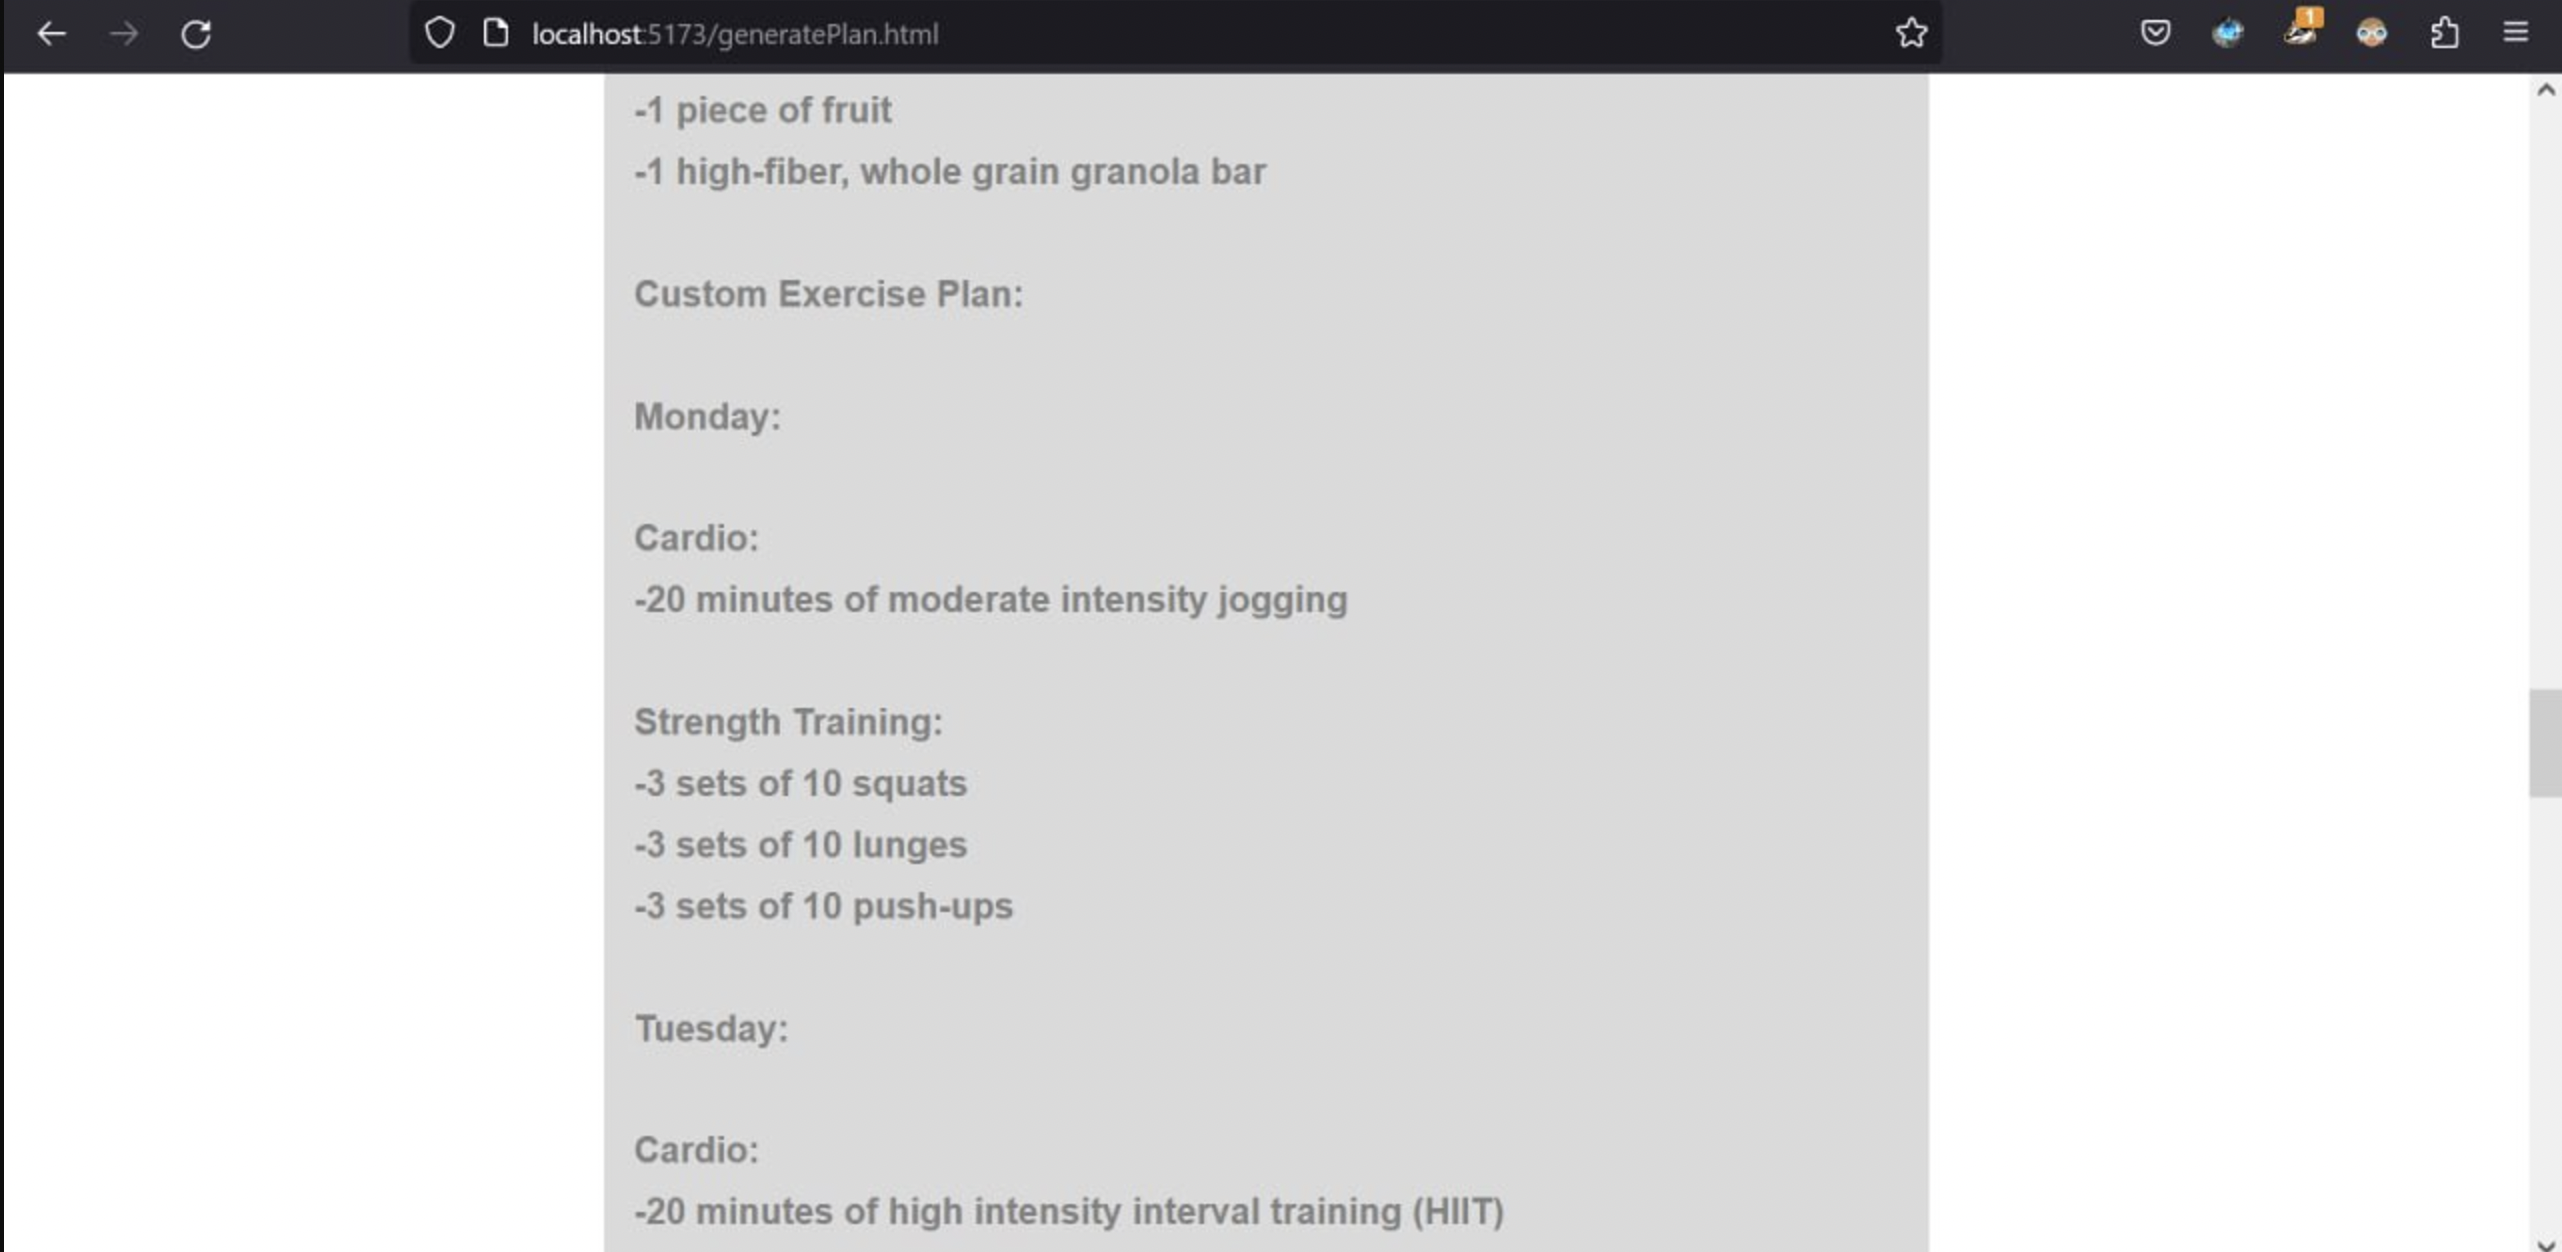 localhost:5173/generatePlan.html
1
-1 piece of fruit
-1 high-fiber, whole grain granola bar
Custom Exercise Plan:
Monday:
Cardio:
-20 minutes of moderate intensity jogging
Strength Training:
-3 sets of 10 squats
-3 sets of 10 lunges
-3 sets of 10 push-ups
Tuesday:
Cardio:
-20 minutes of high intensity interval training (HIIT)